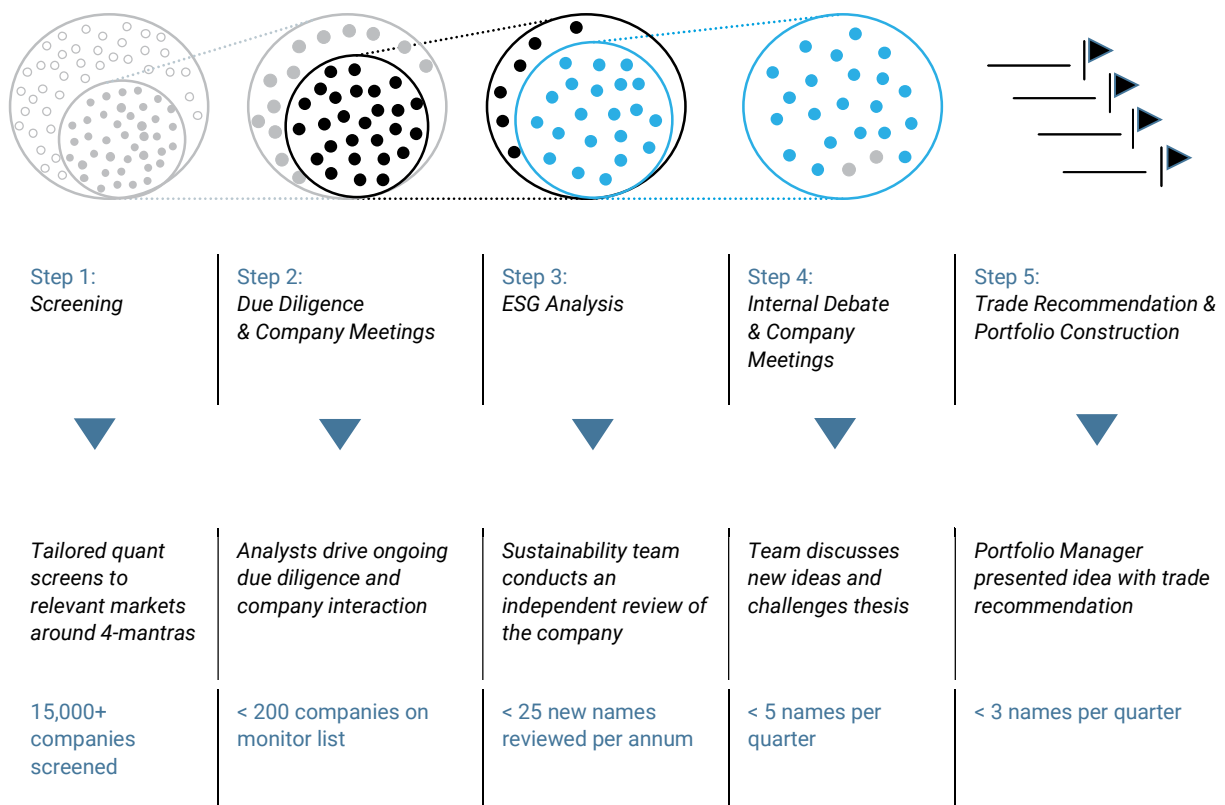 Step 1:
Screening
Step 2:
Due Diligence
& Company Meetings
Step 3:
ESG Analysis
Step 4:
Internal Debate
& Company
Meetings
Step 5:
Trade Recommendation &
Portfolio Construction
Tailored quant
screens to
relevant markets
around 4-mantras
Analysts drive ongoing
due diligence and
company interaction
Sustainability team
conducts an
independent review of
the company
Team discusses
new ideas and
challenges thesis
Portfolio Manager
presented idea with trade
recommendation
15,000+
companies
screened
< 200 companies on
monitor list
< 25 new names
reviewed per annum
< 5 names per
quarter
< 3 names per quarter